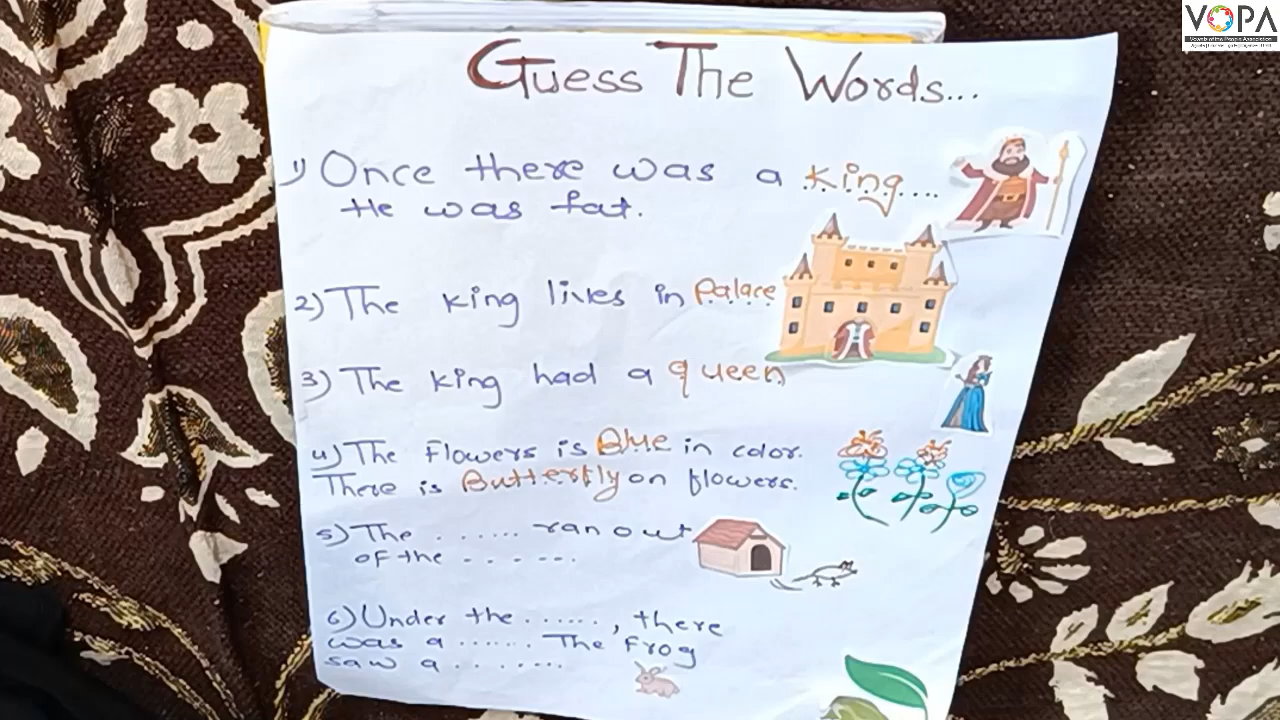 VOPA
Guess The Words...
1) Once there was a king....
He was fat.
2) The king lives in Palace
3) The king had a queen
4) The flowers is Blue in color.
There is Butterfly on flowers.
5) The ....... ran out
of the .......
6) Under the ......, there
was a ...... The frog
saw a ........